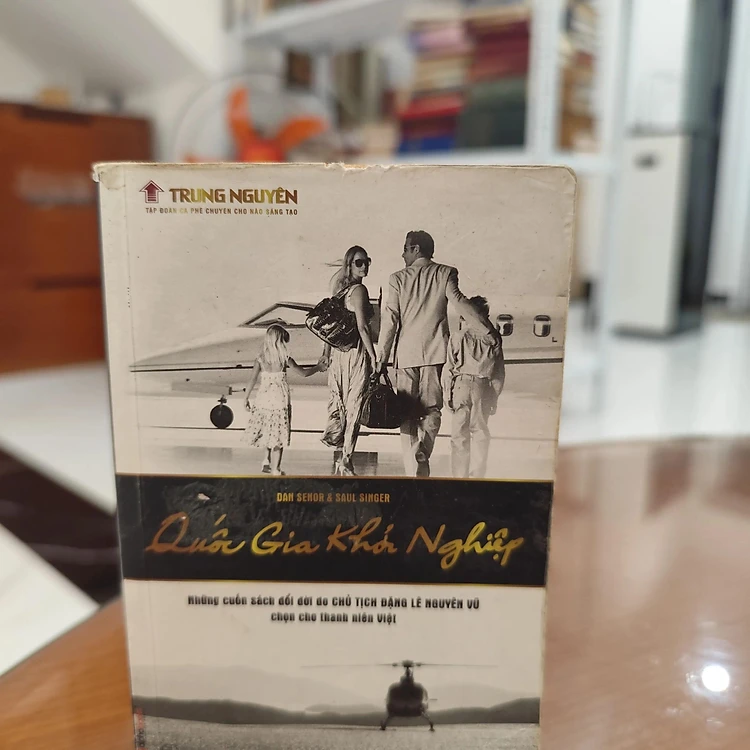 TRUNG NGUYÊN
TẬP ĐOÀN CÀ PHÊ CHUYÊN CHO NÃO SÁNG TẠO
DAN SENOR & SAUL SINGER
Quốc Gia Khởi Nghiệp
Những cuốn sách đổi đời do CHỦ TỊCH ĐẶNG LÊ NGUYÊN VŨ
chọn cho thanh niên Việt